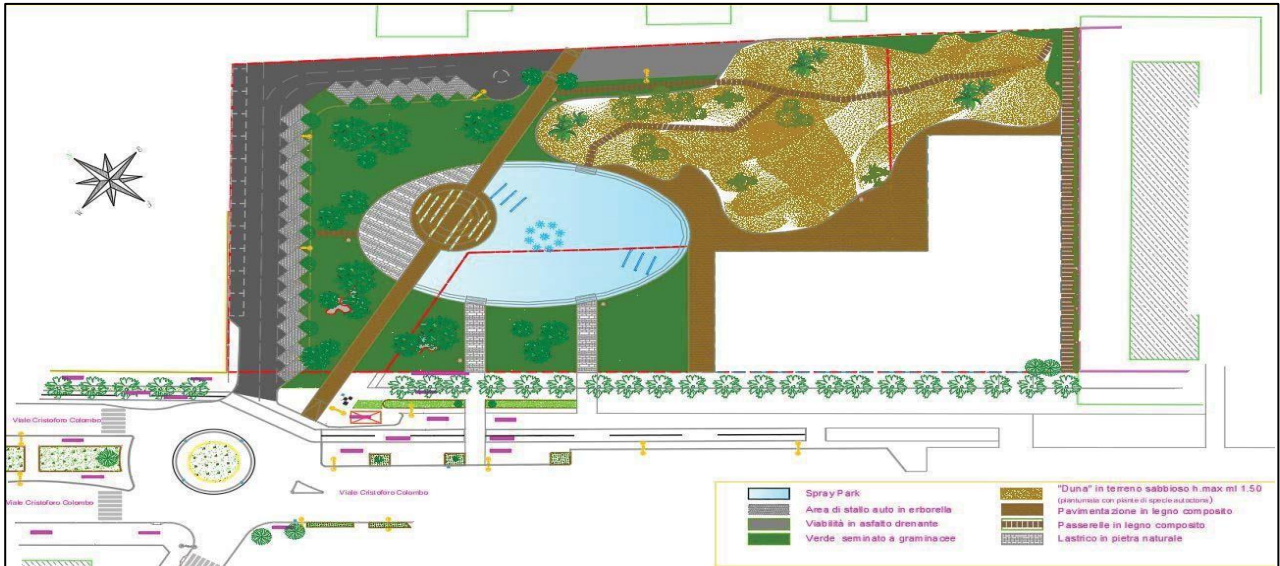 Viale Cristoforo Colombo
Viale Cristoforo Colombo
Viale Cristoforo Colombo
Spray Park
Area di stallo auto in erborella
Viabilità in asfalto drenante
Verde seminato a graminacee
"Duna" in terreno sabbioso h.max ml 1.50
(piantumata con piante di specie autoctona)
Pavimentazione in legno composito
Passerelle in legno composito
Lastrico in pietra naturale